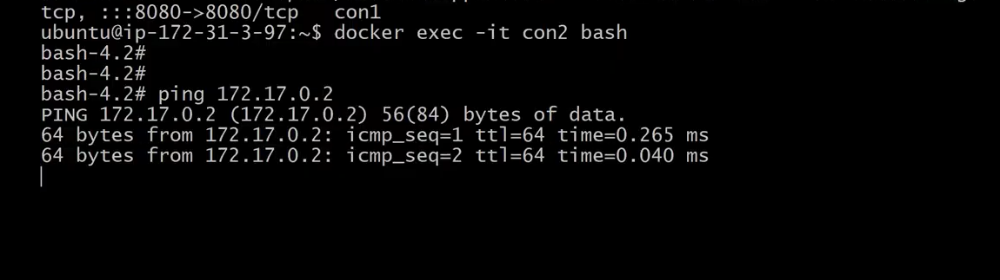 tcp, :::8080->8080/tcp   con1
ubuntu@ip-172-31-3-97:~$ docker exec -it con2 bash
bash-4.2#
bash-4.2#
bash-4.2# ping 172.17.0.2
PING 172.17.0.2 (172.17.0.2) 56(84) bytes of data.
64 bytes from 172.17.0.2: icmp_seq=1 ttl=64 time=0.265 ms
64 bytes from 172.17.0.2: icmp_seq=2 ttl=64 time=0.040 ms